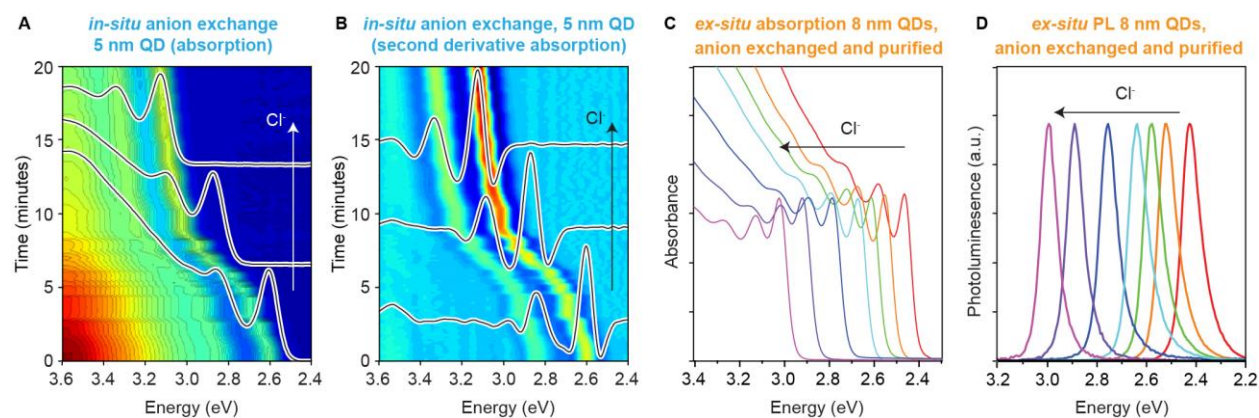 A
in-situ anion exchange
5 nm QD (absorption)
20
15
10
5
0
Time (minutes)
Cl-
3.6 3.4 3.2 3.0 2.8 2.6 2.4
Energy (eV)
B
in-situ anion exchange, 5 nm QD
(second derivative absorption)
20
15
10
5
0
Time (minutes)
Cl-
3.6 3.4 3.2 3.0 2.8 2.6 2.4
Energy (eV)
C
ex-situ absorption 8 nm QDs,
anion exchanged and purified
Absorbance
Cl-
3.4 3.2 3.0 2.8 2.6 2.4
Energy (eV)
D
ex-situ PL 8 nm QDs,
anion exchanged and purified
Photoluminesence (a.u.)
Cl-
3.2 3.0 2.8 2.6 2.4 2.2
Energy (eV)